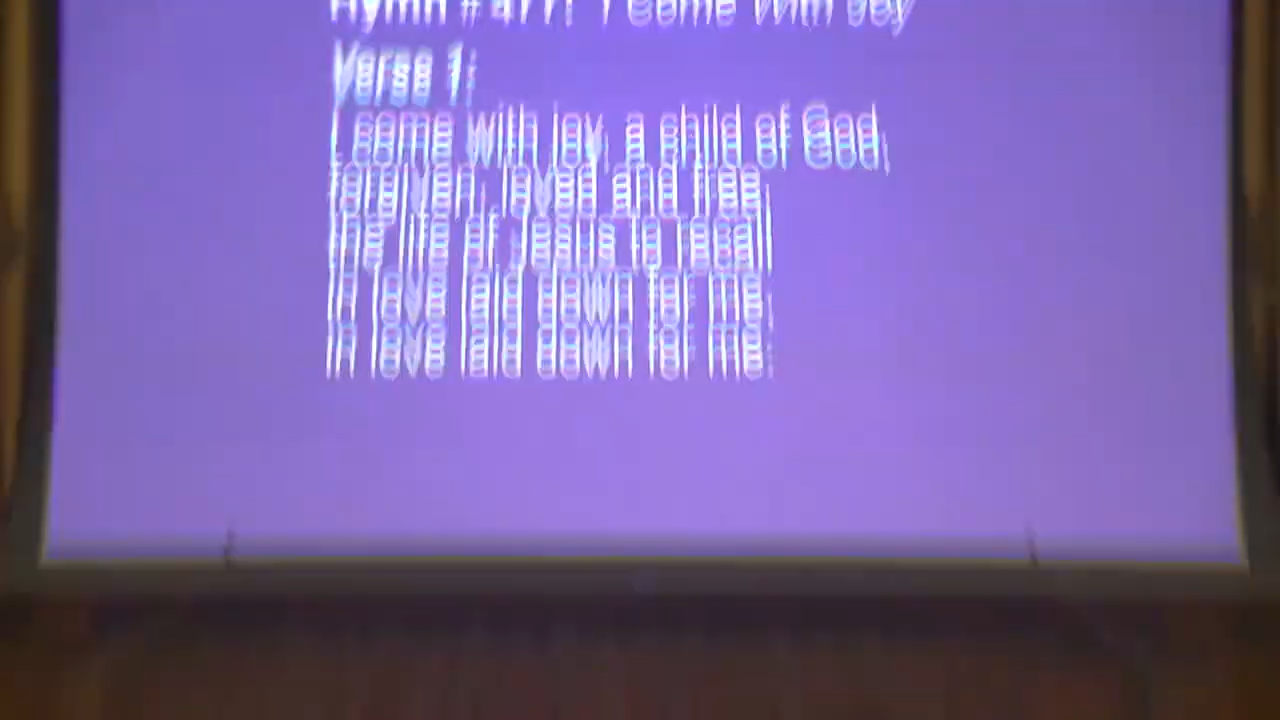 Hymn # 477: "I Come With Joy
Verse 1:
I come with joy, a child of God,
forgiven, loved and free,
the life of Jesus to recall
in love laid down for me,
in love laid down for me.